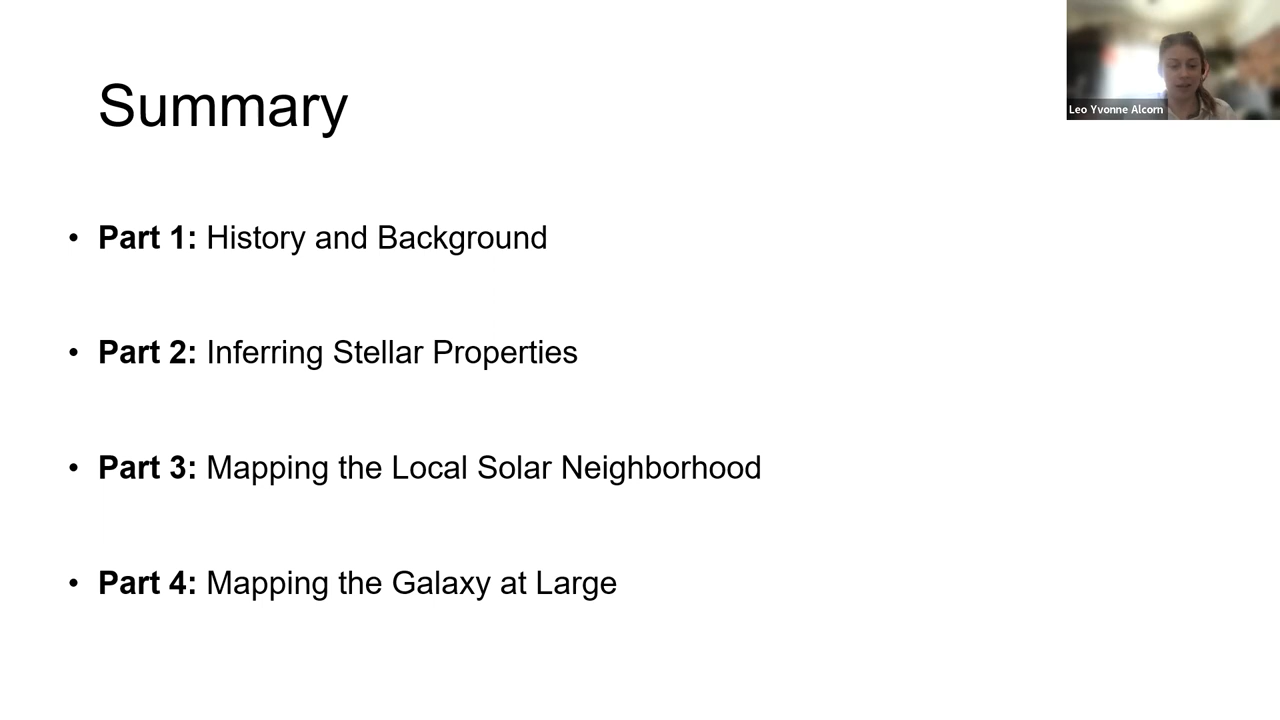 Summary
Leo Yvonne Alcorn
• Part 1: History and Background
• Part 2: Inferring Stellar Properties
• Part 3: Mapping the Local Solar Neighborhood
• Part 4: Mapping the Galaxy at Large